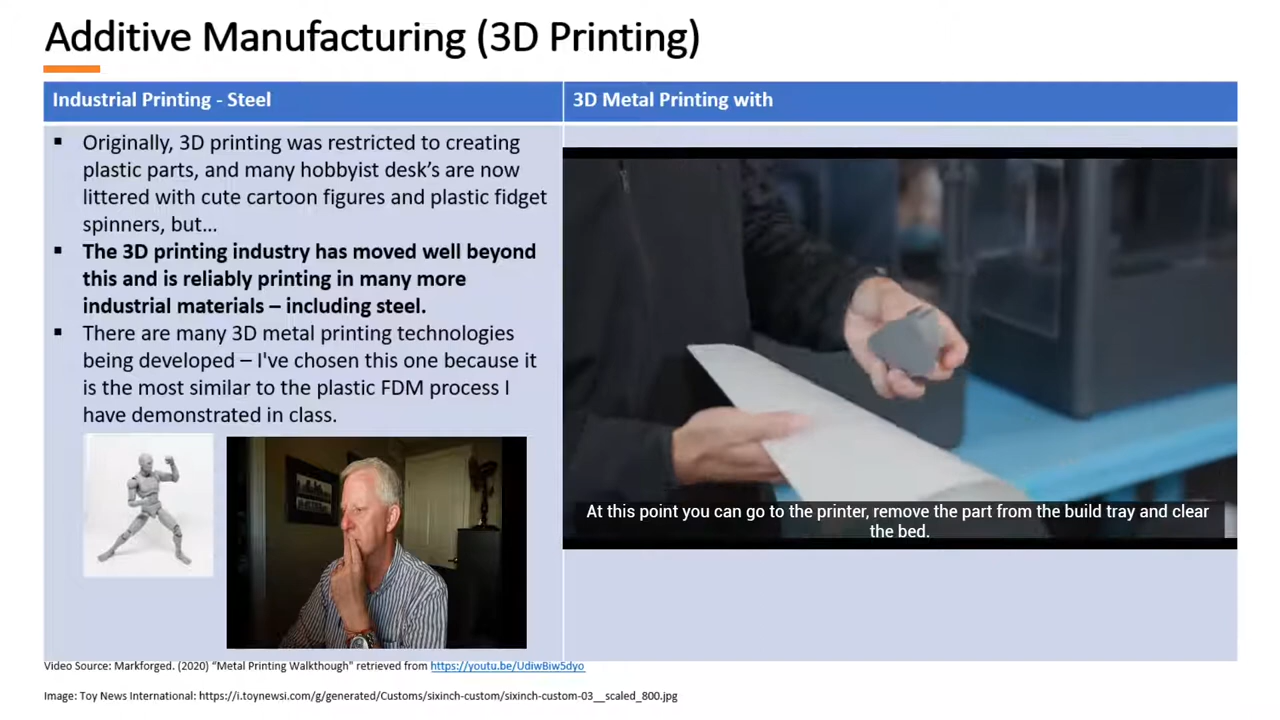 Additive Manufacturing (3D Printing)
Industrial Printing - Steel
▪ Originally, 3D printing was restricted to creating
plastic parts, and many hobbyist desk’s are now
littered with cute cartoon figures and plastic fidget
spinners, but…
▪ The 3D printing industry has moved well beyond
this and is reliably printing in many more
industrial materials – including steel.
▪ There are many 3D metal printing technologies
being developed – I've chosen this one because it
is the most similar to the plastic FDM process I
have demonstrated in class.
3D Metal Printing with
At this point you can go to the printer, remove the part from the build tray and clear
the bed.
Video Source: Markforged. (2020) “Metal Printing Walkthough" retrieved from https://youtu.be/UdiwBiw5dyo
Image: Toy News International: https://i.toynewsi.com/g/generated/Customs/sixinch-custom/sixinch-custom-03__scaled_800.jpg